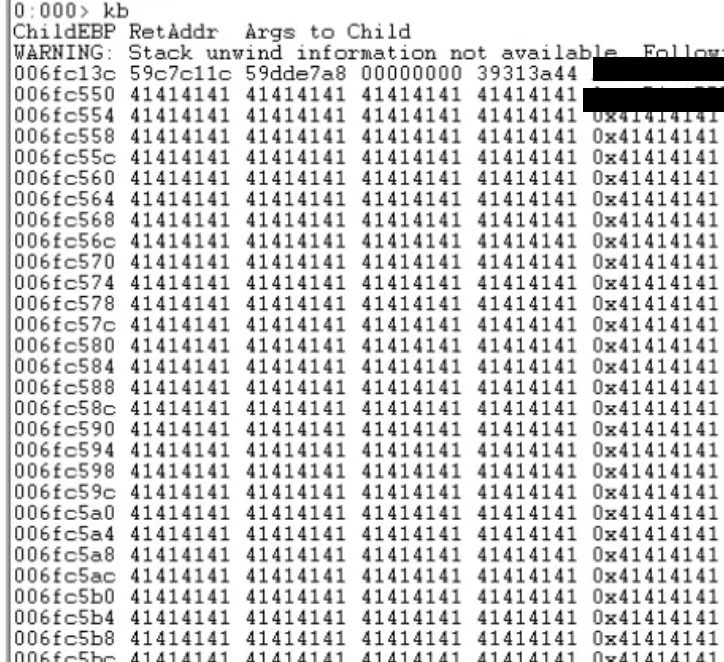 0:000> kb
ChildEBP RetAddr Args to Child
WARNING: Stack unwind information not available. Follow
006fc13c 59c7c11c 59dde7a8 00000000 39313a44
006fc550 41414141 41414141 41414141 41414141
006fc554 41414141 41414141 41414141 41414141 0x41414141
006fc558 41414141 41414141 41414141 41414141 0x41414141
006fc55c 41414141 41414141 41414141 41414141 0x41414141
006fc560 41414141 41414141 41414141 41414141 0x41414141
006fc564 41414141 41414141 41414141 41414141 0x41414141
006fc568 41414141 41414141 41414141 41414141 0x41414141
006fc56c 41414141 41414141 41414141 41414141 0x41414141
006fc570 41414141 41414141 41414141 41414141 0x41414141
006fc574 41414141 41414141 41414141 41414141 0x41414141
006fc578 41414141 41414141 41414141 41414141 0x41414141
006fc57c 41414141 41414141 41414141 41414141 0x41414141
006fc580 41414141 41414141 41414141 41414141 0x41414141
006fc584 41414141 41414141 41414141 41414141 0x41414141
006fc588 41414141 41414141 41414141 41414141 0x41414141
006fc58c 41414141 41414141 41414141 41414141 0x41414141
006fc590 41414141 41414141 41414141 41414141 0x41414141
006fc594 41414141 41414141 41414141 41414141 0x41414141
006fc598 41414141 41414141 41414141 41414141 0x41414141
006fc59c 41414141 41414141 41414141 41414141 0x41414141
006fc5a0 41414141 41414141 41414141 41414141 0x41414141
006fc5a4 41414141 41414141 41414141 41414141 0x41414141
006fc5a8 41414141 41414141 41414141 41414141 0x41414141
006fc5ac 41414141 41414141 41414141 41414141 0x41414141
006fc5b0 41414141 41414141 41414141 41414141 0x41414141
006fc5b4 41414141 41414141 41414141 41414141 0x41414141
006fc5b8 41414141 41414141 41414141 41414141 0x41414141
006fc5bc 41414141 41414141 41414141 41414141 0x41414141